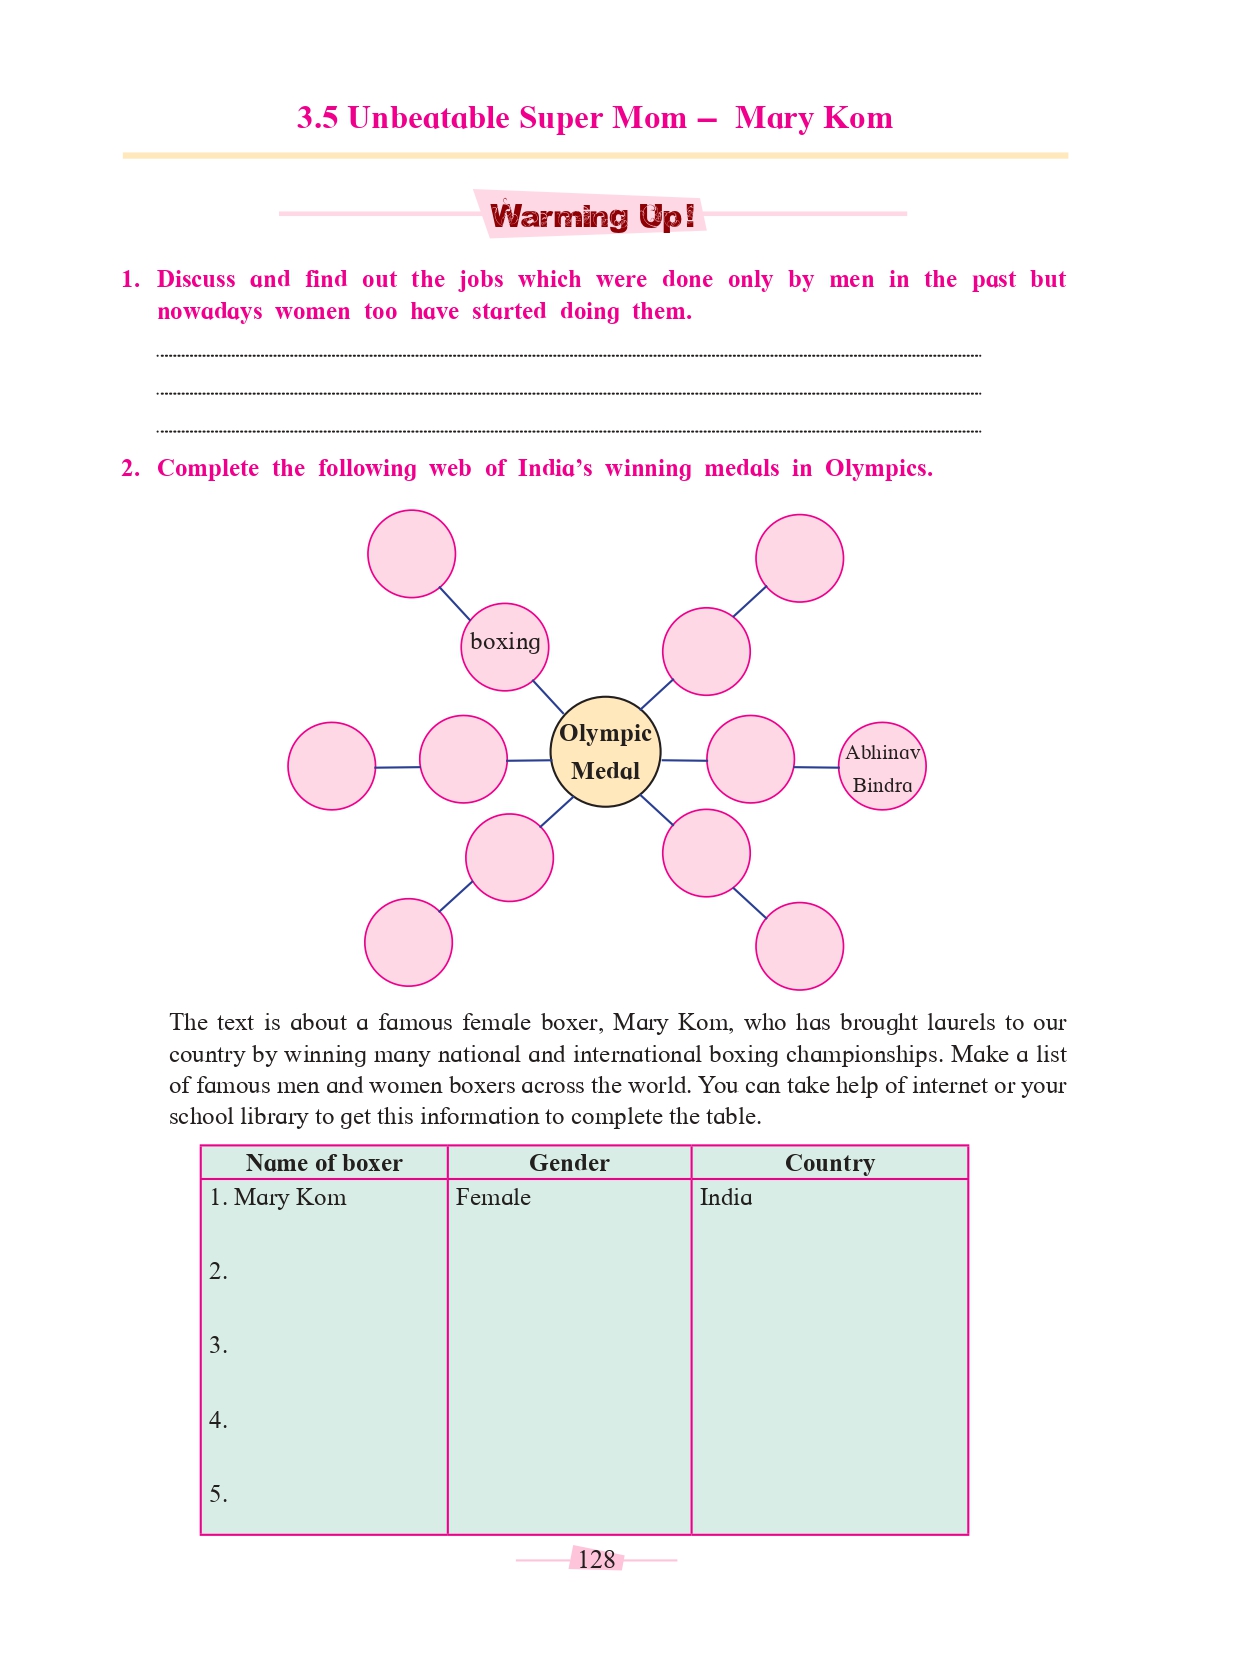 3.5 Unbeatable Super Mom – Mary Kom
Warming Up!
1. Discuss and find out the jobs which were done only by men in the past but
nowadays women too have started doing them.
2. Complete the following web of India's winning medals in Olympics.
boxing
Olympic
Medal
Abhinav
Bindra
The text is about a famous female boxer, Mary Kom, who has brought laurels to our
country by winning many national and international boxing championships. Make a list
of famous men and women boxers across the world. You can take help of internet or your
school library to get this information to complete the table.
Name of boxer Gender Country
1. Mary Kom Female India
2.
3.
4.
5.
128